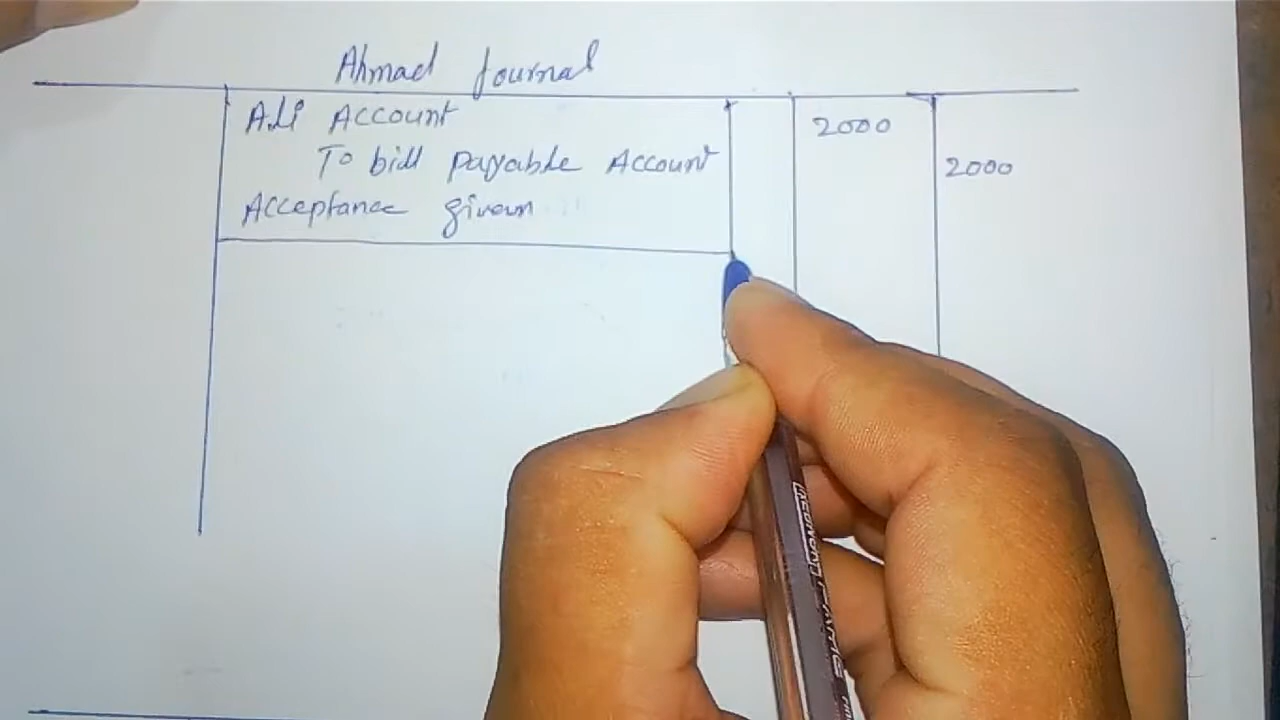 Ahmad Journal
Ali Account 2000
To bill payable Account 2000
Acceptance given